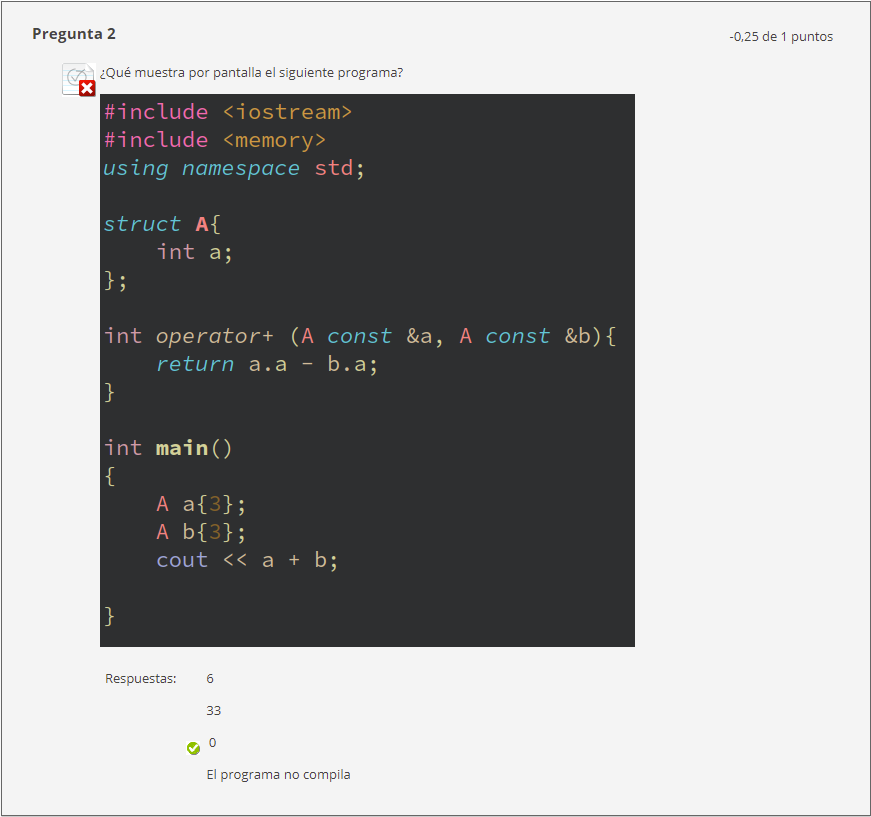 Pregunta 2
-0,25 de 1 puntos
¿Qué muestra por pantalla el siguiente programa?
#include <iostream>
#include <memory>
using namespace std;
struct A{
    int a;
};
int operator+ (A const &a, A const &b){
    return a.a - b.a;
}
int main()
{
    A a{3};
    A b{3};
    cout << a + b;
}
Respuestas:
6
33
0
El programa no compila